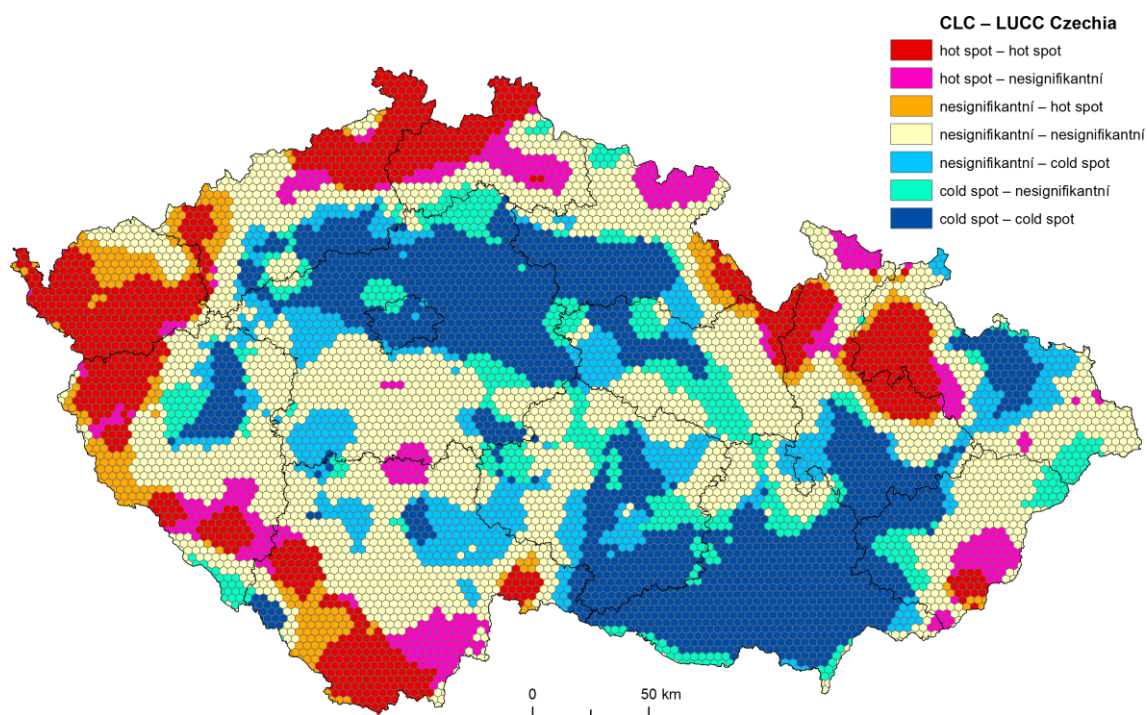 CLC – LUCC Czechia
hot spot – hot spot
hot spot – nesignifikantní
nesignifikantní – hot spot
nesignifikantní – nesignifikantní
nesignifikantní – cold spot
cold spot – nesignifikantní
cold spot – cold spot
0 50 km